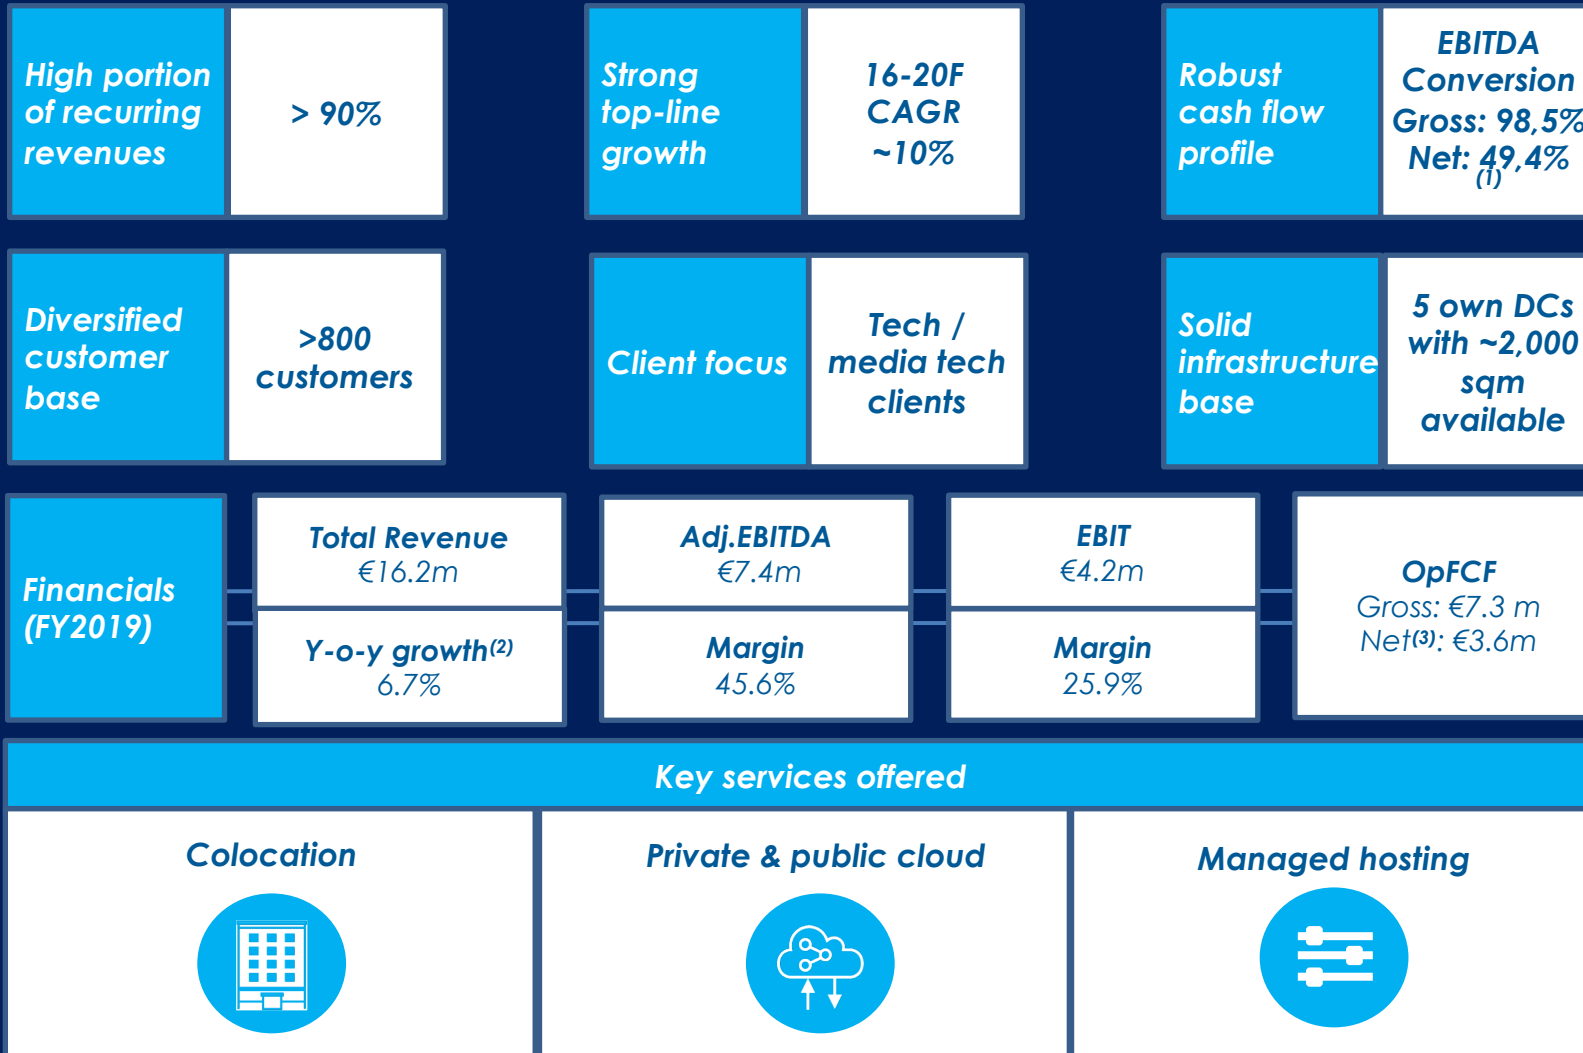 High portion
of recurring
revenues
> 90%
Strong
top-line
growth
16-20F
CAGR
~10%
Robust
cash flow
profile
EBITDA
Conversion
Gross: 98,5%
Net: 49,4%
(1)
Diversified
customer
base
>800
customers
Client focus
Tech /
media tech
clients
Solid
infrastructure
base
5 own DCs
with ~2,000
sqm
available
Financials
(FY2019)
Total Revenue
€16.2m
Y-o-y growth(2)
6.7%
Adj.EBITDA
€7.4m
Margin
45.6%
EBIT
€4.2m
Margin
25.9%
OpFCF
Gross: €7.3 m
Net(3): €3.6m
Key services offered
Colocation
Private & public cloud
Managed hosting